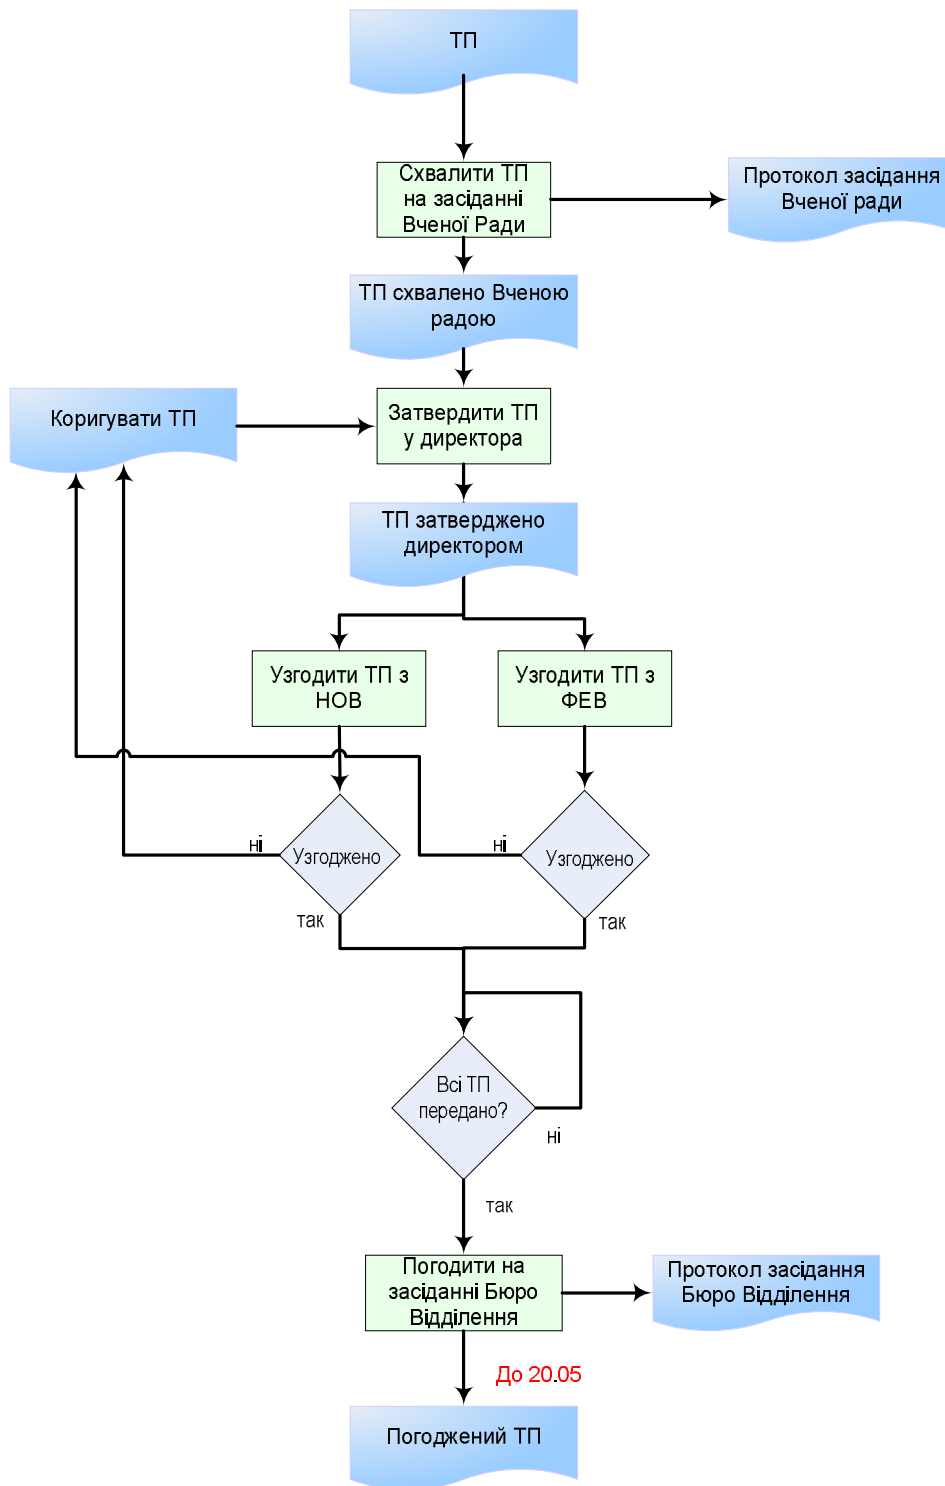 ТП
Схвалити ТП
на засіданні
Вченої Ради
Протокол засідання
Вченої ради
ТП схвалено Вченою
радою
Коригувати ТП
Затвердити ТП
у директора
ТП затверджено
директором
Узгодити ТП з
НОВ
Узгодити ТП з
ФЕВ
ні
Узгоджено
ні
Узгоджено
так
так
Всі ТП
передано?
ні
так
Погодити на
засіданні Бюро
Відділення
Протокол засідання
Бюро Відділення
До 20.05
Погоджений ТП